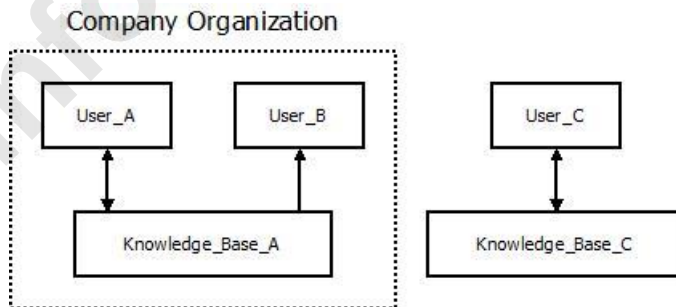 Company Organization
User_A
User_B
User_C
Knowledge_Base_A
Knowledge_Base_C